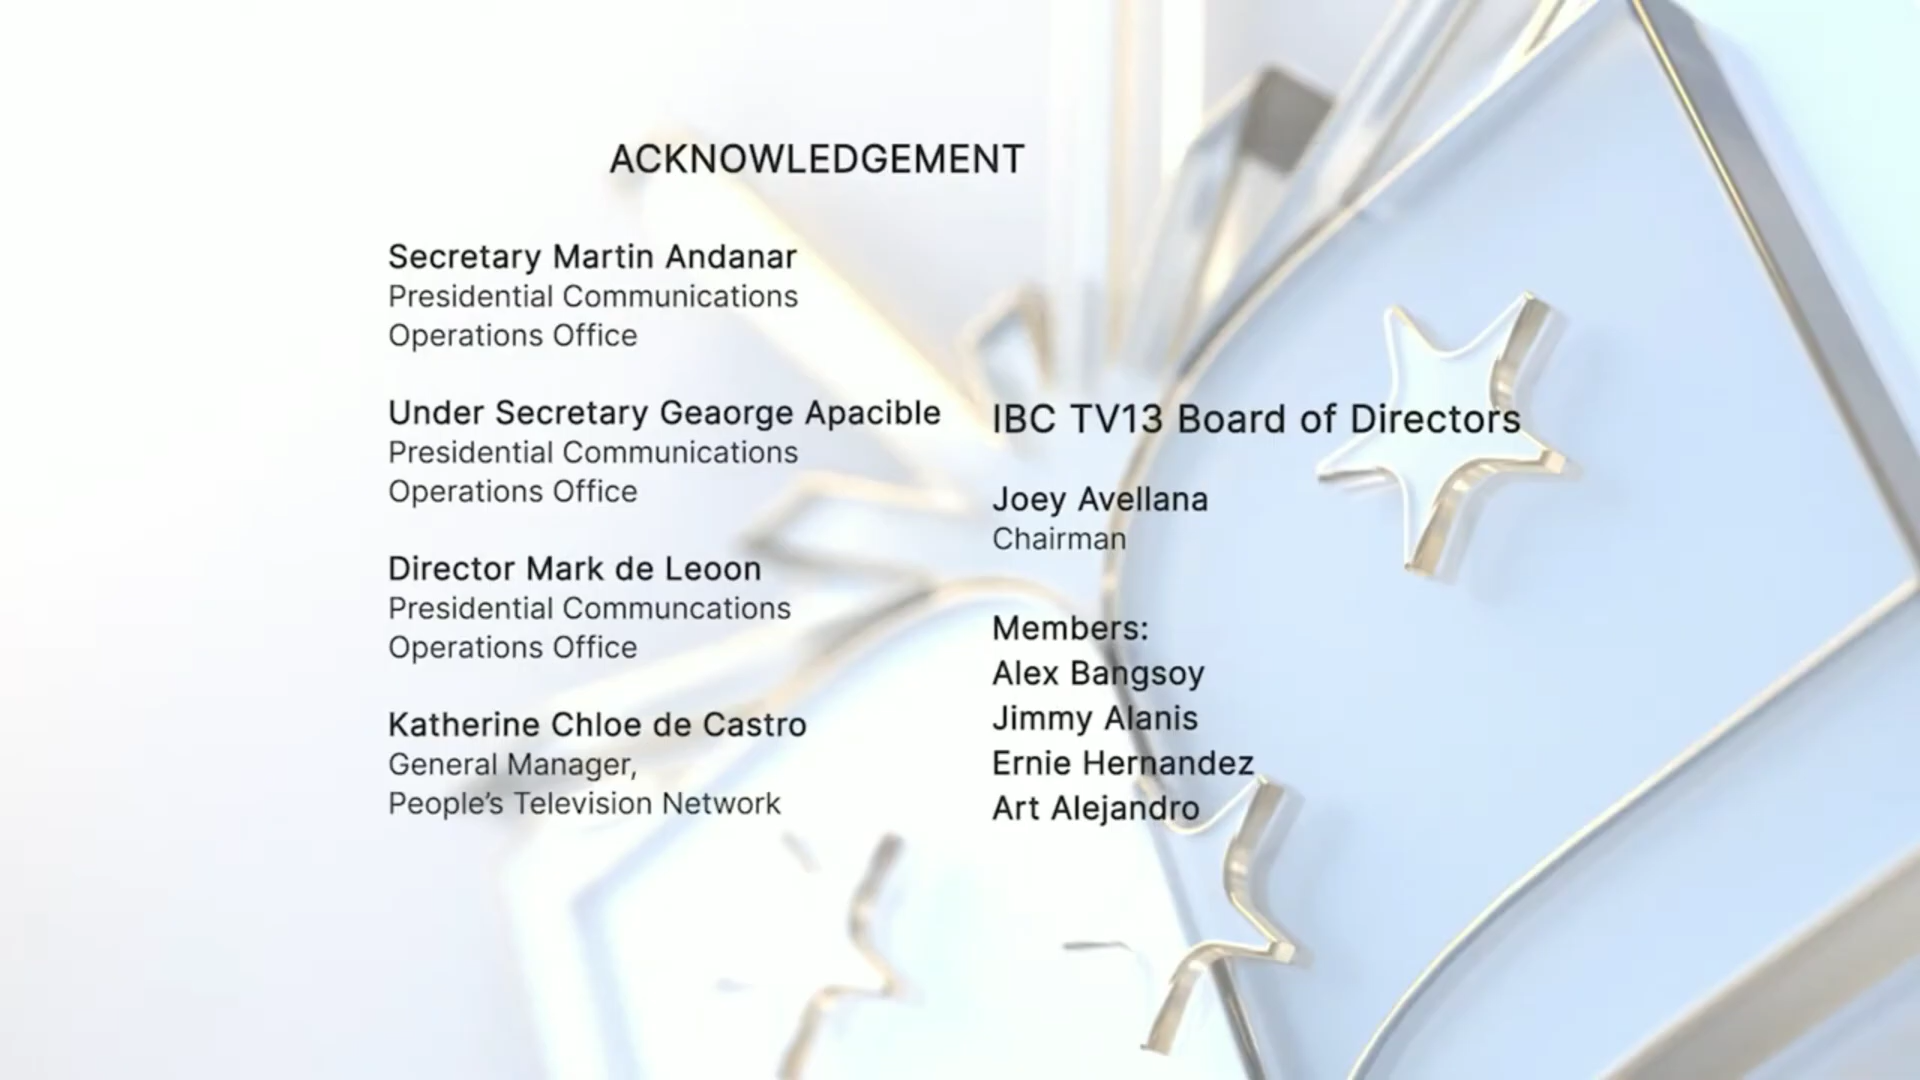 ACKNOWLEDGEMENT
Secretary Martin Andanar
Presidential Communications
Operations Office
Under Secretary Geaorge Apacible
Presidential Communications
Operations Office
Director Mark de Leoon
Presidential Communcations
Operations Office
Katherine Chloe de Castro
General Manager,
People’s Television Network
IBC TV13 Board of Directors
Joey Avellana
Chairman
Members:
Alex Bangsoy
Jimmy Alanis
Ernie Hernandez
Art Alejandro